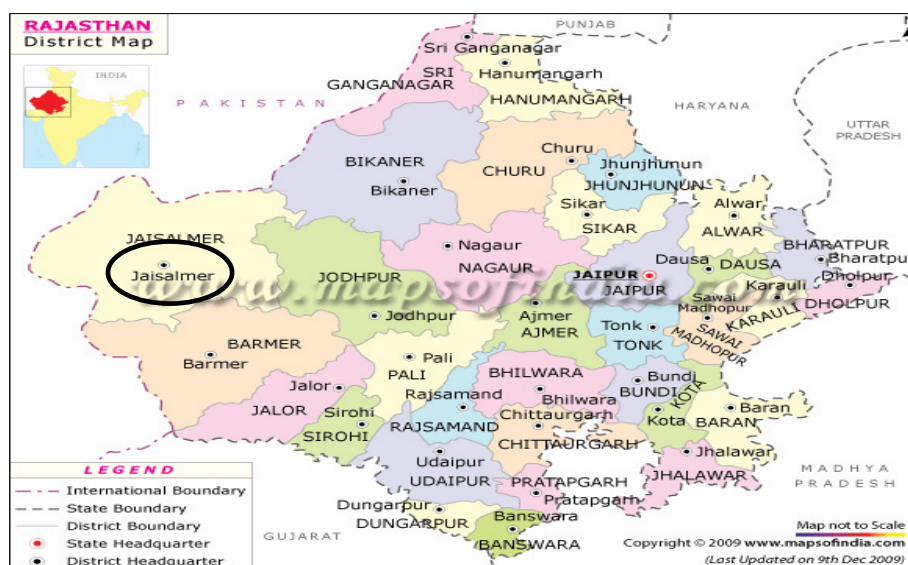 RAJASTHAN
District Map
INDIA
PUNJAB
Sri Ganganagar
SRI
GANGANAGAR
Hanumangarh
HANUMANGARH
PAKISTAN
HARYANA
UTTAR
PRADESH
BIKANER
Bikaner
Churu
CHURU
Jhunjhunun
JHUNJHUNUN
Sikar
SIKAR
Alwar
ALWAR
JAISALMER
Jaisalmer
JODHPUR
Jodhpur
Nagaur
NAGAUR
JAIPUR
JAIPUR
Dausa
DAUSA
BHARATPUR
Bharatpu
Dholpur
DHOLPUR
Karauli
KARAULI
www.mapsofindia.com
Ajmer
AJMER
Tonk
TONK
Sawai
Madhopur
SAWAI
MADHOPUR
BARMER
Barmer
Pali
PALI
Jalor
JALOR
Sirohi
SIROHI
Rajsamand
RAJSAMAND
BHILWARA
Bhilwara
Bundi
BUNDI
KOTA
Kota
Baran
BARAN
Chittaurgarh
CHITTAURGARH
Udaipur
UDAIPUR
PRATAPGARH
Pratapgarh
Jhalawar
JHALAWAR
MADHYA
PRADESH
Dungarpur
DUNGARPUR
Banswara
BANSWARA
GUJARAT
LEGEND
International Boundary
State Boundary
District Boundary
State Headquarter
District Headquarter
Map not to Scale
Copyright © 2009 www.mapsofindia.com
(Last Updated on 9th Dec 2009)